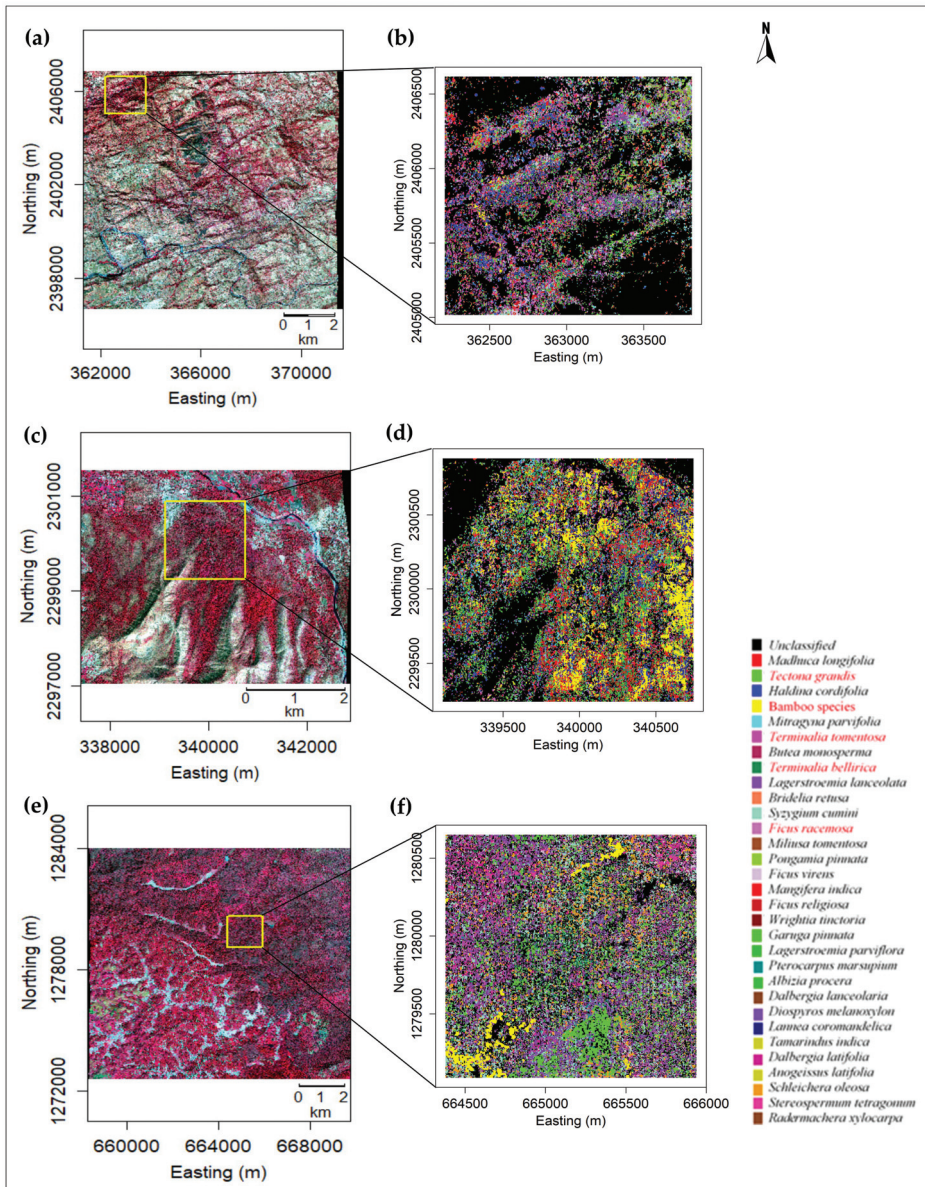 (a)
(b)
N
2406000
2402000
2398000
Northing (m)
0 1 2
km
362000 366000 370000
Easting (m)
2406500
2406000
2405500
2405000
Northing (m)
362500 363000 363500
Easting (m)
(c)
(d)
2301000
2299000
2297000
Northing (m)
0 1 2
km
338000 340000 342000
Easting (m)
2300500
2300000
2299500
Northing (m)
339500 340000 340500
Easting (m)
(e)
(f)
1284000
1278000
1272000
Northing (m)
0 1 2
km
660000 664000 668000
Easting (m)
1280500
1280000
1279500
Northing (m)
664500 665000 665500 666000
Easting (m)
Unclassified
Madhuca longifolia
Tectona grandis
Haldina cordifolia
Bamboo species
Mitragyna parvifolia
Terminalia tomentosa
Butea monosperma
Terminalia bellirica
Lagerstroemia lanceolata
Bridelia retusa
Syzygium cumini
Ficus racemosa
Miliusa tomentosa
Pongamia pinnata
Ficus virens
Mangifera indica
Ficus religiosa
Wrightia tinctoria
Garuga pinnata
Lagerstroemia parviflora
Pterocarpus marsupium
Albizia procera
Dalbergia lanceolaria
Diospyros melanoxylon
Lannea coromandelica
Tamarindus indica
Dalbergia latifolia
Anogeissus latifolia
Schleichera oleosa
Stereospermum tetragonum
Radermachera xylocarpa